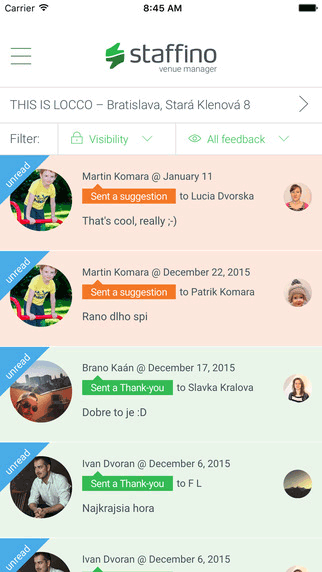 Carrier 8:45 AM
staffino
venue manager
THIS IS LOCCO – Bratislava, Stará Klenová 8
Filter: Visibility All feedback
unread
Martin Komara @ January 11
Sent a suggestion to Lucia Dvorska
That's cool, really ;-)
unread
Martin Komara @ December 22, 2015
Sent a suggestion to Patrik Komara
Rano dlho spi
unread
Brano Kaán @ December 17, 2015
Sent a Thank-you to Slavka Kralova
Dobre to je :D
unread
Ivan Dvoran @ December 6, 2015
Sent a Thank-you to F L
Najkrajsia hora
unread
Ivan Dvoran @ December 6, 2015